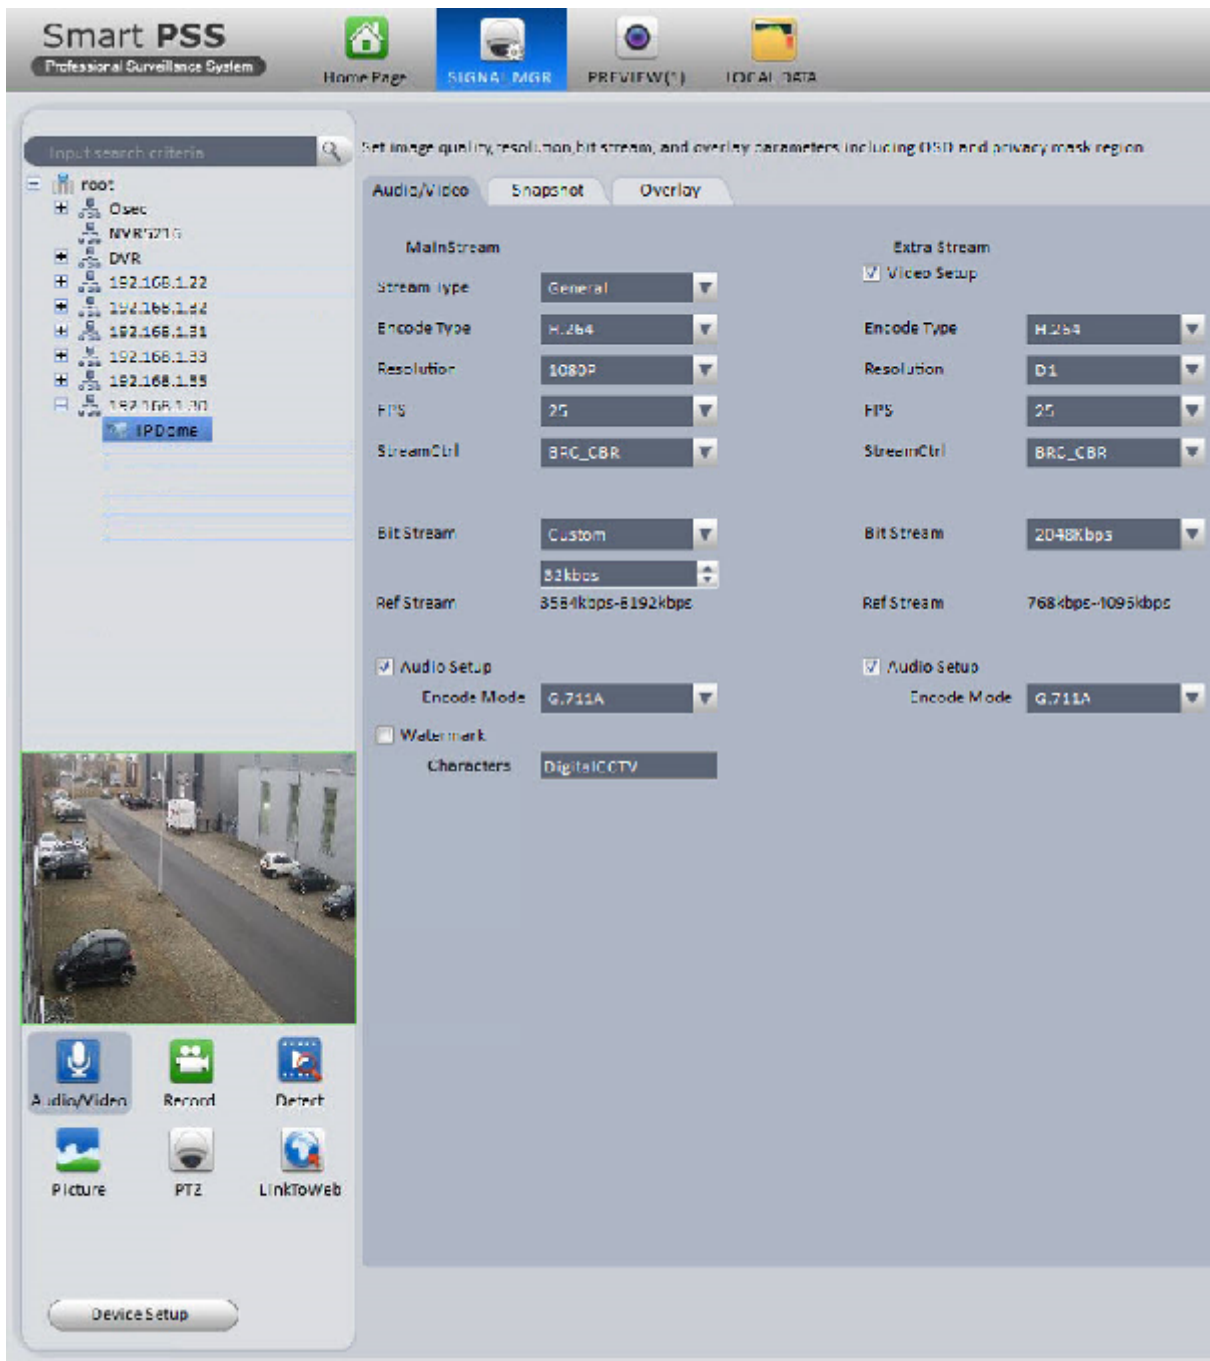 Smart PSS
Professional Surveillance System
Home Page
SIGNAL MGR
PREVIEW(1)
LOCAL DATA
Input search criteria
root
Osec
DVR
192.168.1.22
192.168.1.31
192.168.1.33
IPDome
Set image quality, resolution, bit stream, and overlay parameters including OSD and privacy mask region
Audio/Video Snapshot Overlay
MainStream
Stream Type General
Encode Type H.264
Resolution 1080P
FPS 25
StreamCtrl BRC_CBR
Bit Stream Custom
Ref Stream 3584kbps-8192kbps
Audio Setup
Encode Mode G.711A
Watermark
Characters DigitalCCTV
Extra Stream
Video Setup
Encode Type H.264
Resolution D1
FPS 25
StreamCtrl BRC_CBR
Bit Stream 2048Kbps
Ref Stream 768kbps-4096kbps
Audio Setup
Encode Mode G.711A
Audio/Video Record Detect
Picture PTZ LinkToWeb
Device Setup